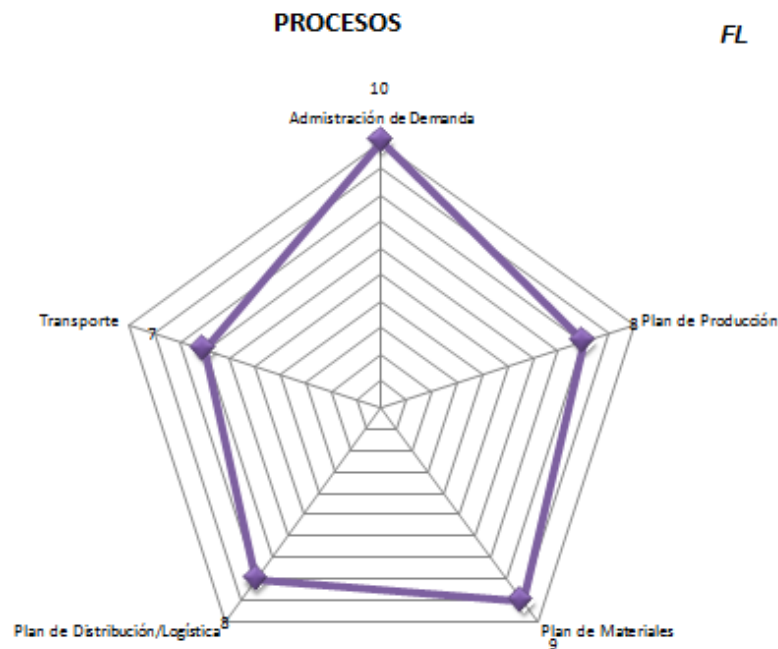 PROCESOS
FL
10
Admistración de Demanda
Transporte
7
8
Plan de Producción
Plan de Distribución/Logística
8
Plan de Materiales
9